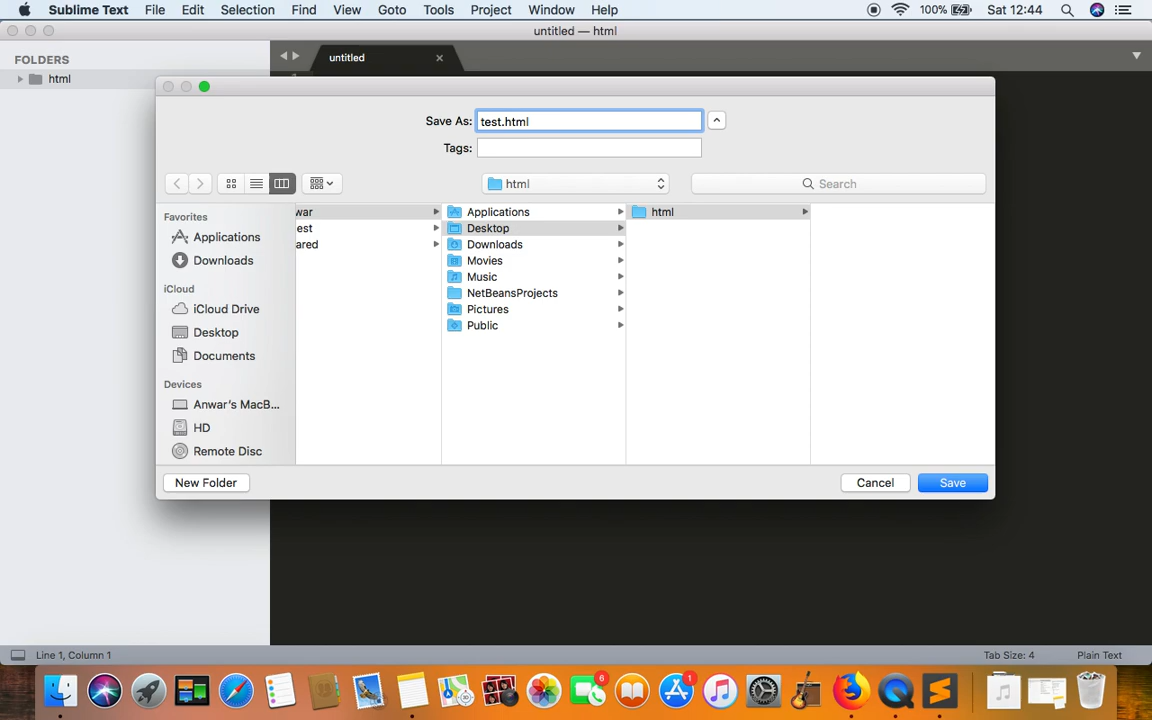 Sublime Text File Edit Selection Find View Goto Tools Project Window Help 100% Sat 12:44
untitled — html
FOLDERS
html
untitled
Save As: test.html
Tags:
html
Search
Favorites
Applications
Downloads
iCloud
iCloud Drive
Desktop
Documents
Devices
Anwar's MacB...
HD
Remote Disc
war
est
ared
Applications
Desktop
Downloads
Movies
Music
NetBeansProjects
Pictures
Public
html
New Folder
Cancel
Save
Line 1, Column 1
Tab Size: 4
Plain Text
6
1